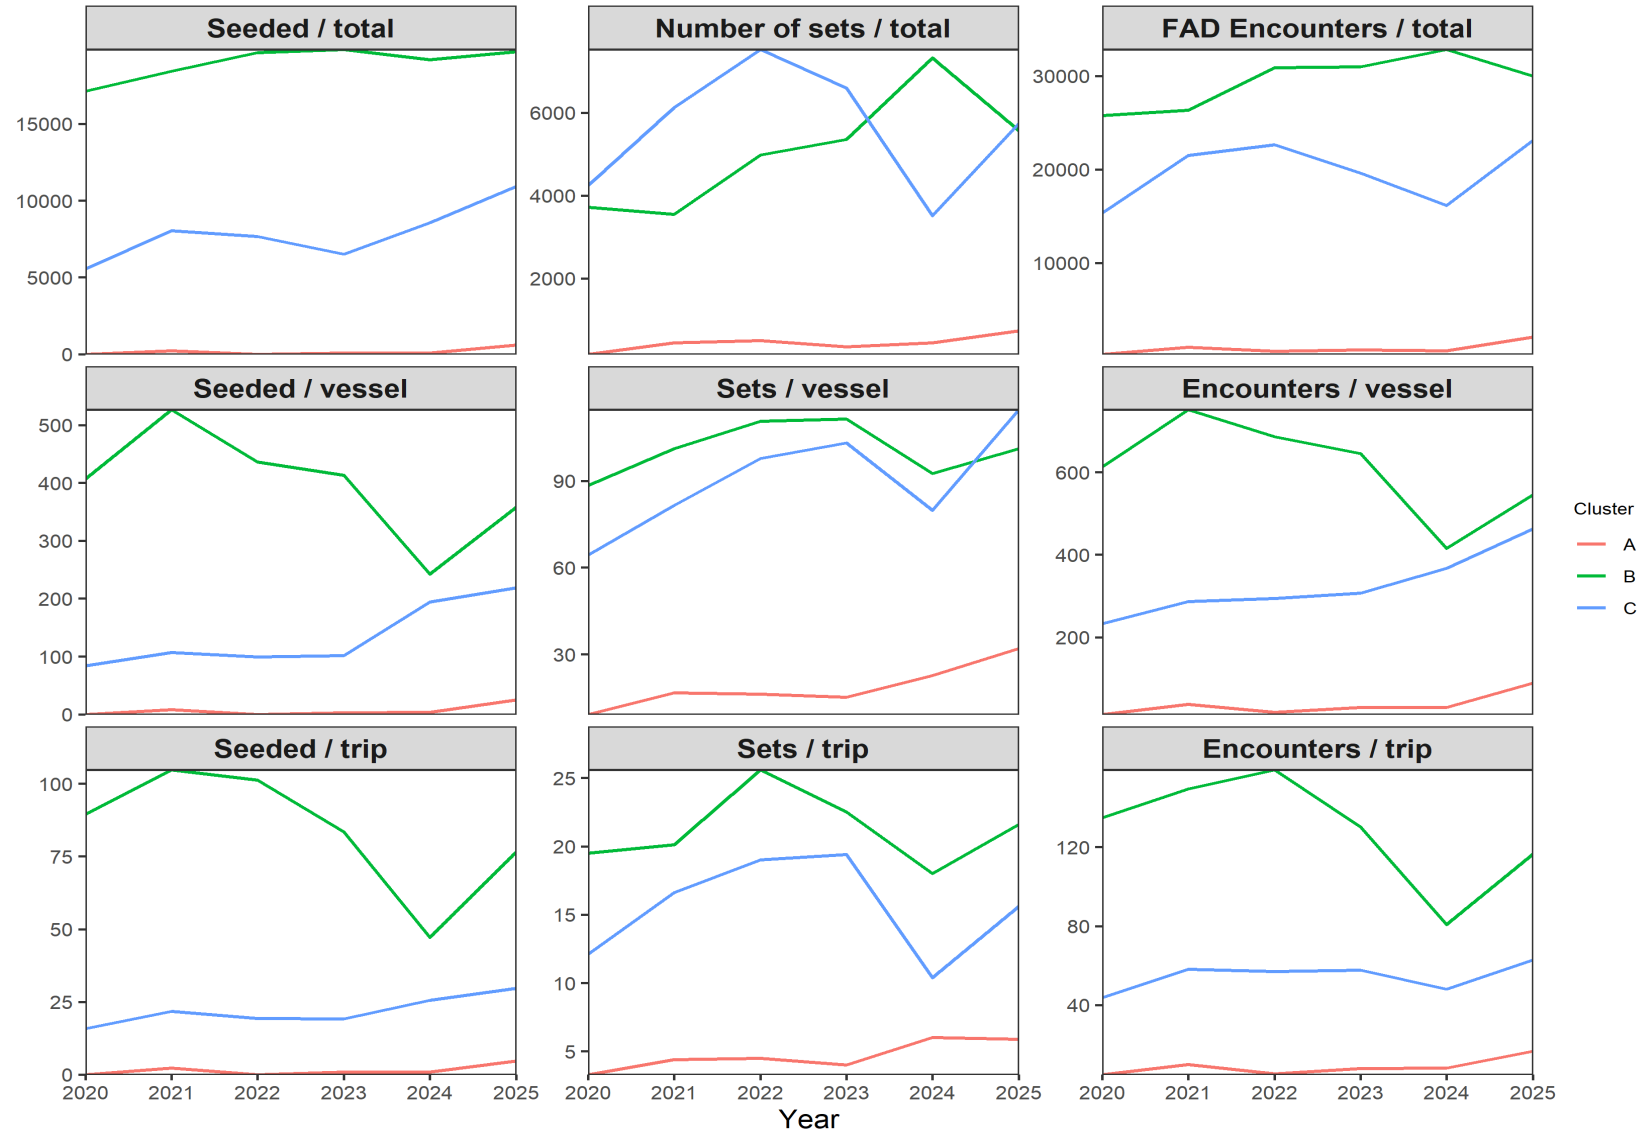 Seeded / total
Number of sets / total
FAD Encounters / total
15000
10000
5000
0
6000
4000
2000
30000
20000
10000
Seeded / vessel
Sets / vessel
Encounters / vessel
500
400
300
200
100
0
90
60
30
600
400
200
Seeded / trip
Sets / trip
Encounters / trip
100
75
50
25
0
25
20
15
10
5
120
80
40
2020 2021 2022 2023 2024 2025
2020 2021 2022 2023 2024 2025
2020 2021 2022 2023 2024 2025
Year
Cluster
A
B
C